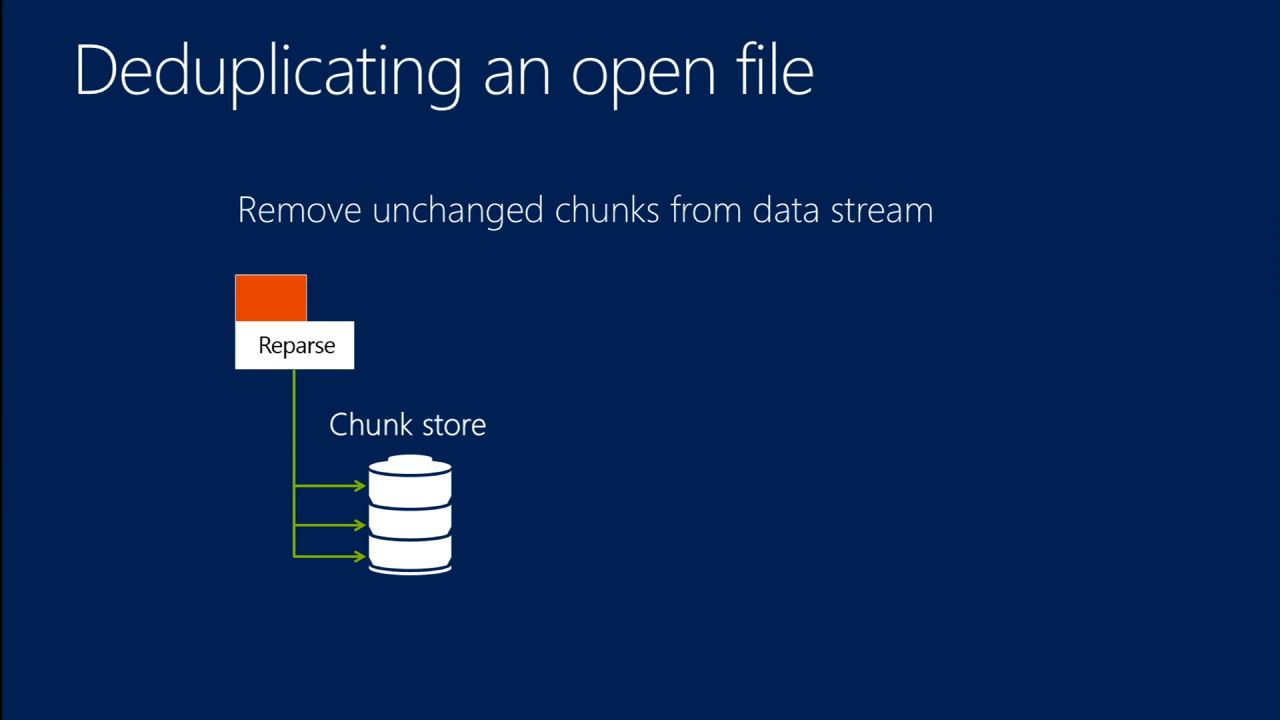 Deduplicating an open file
Remove unchanged chunks from data stream
Reparse
Chunk store